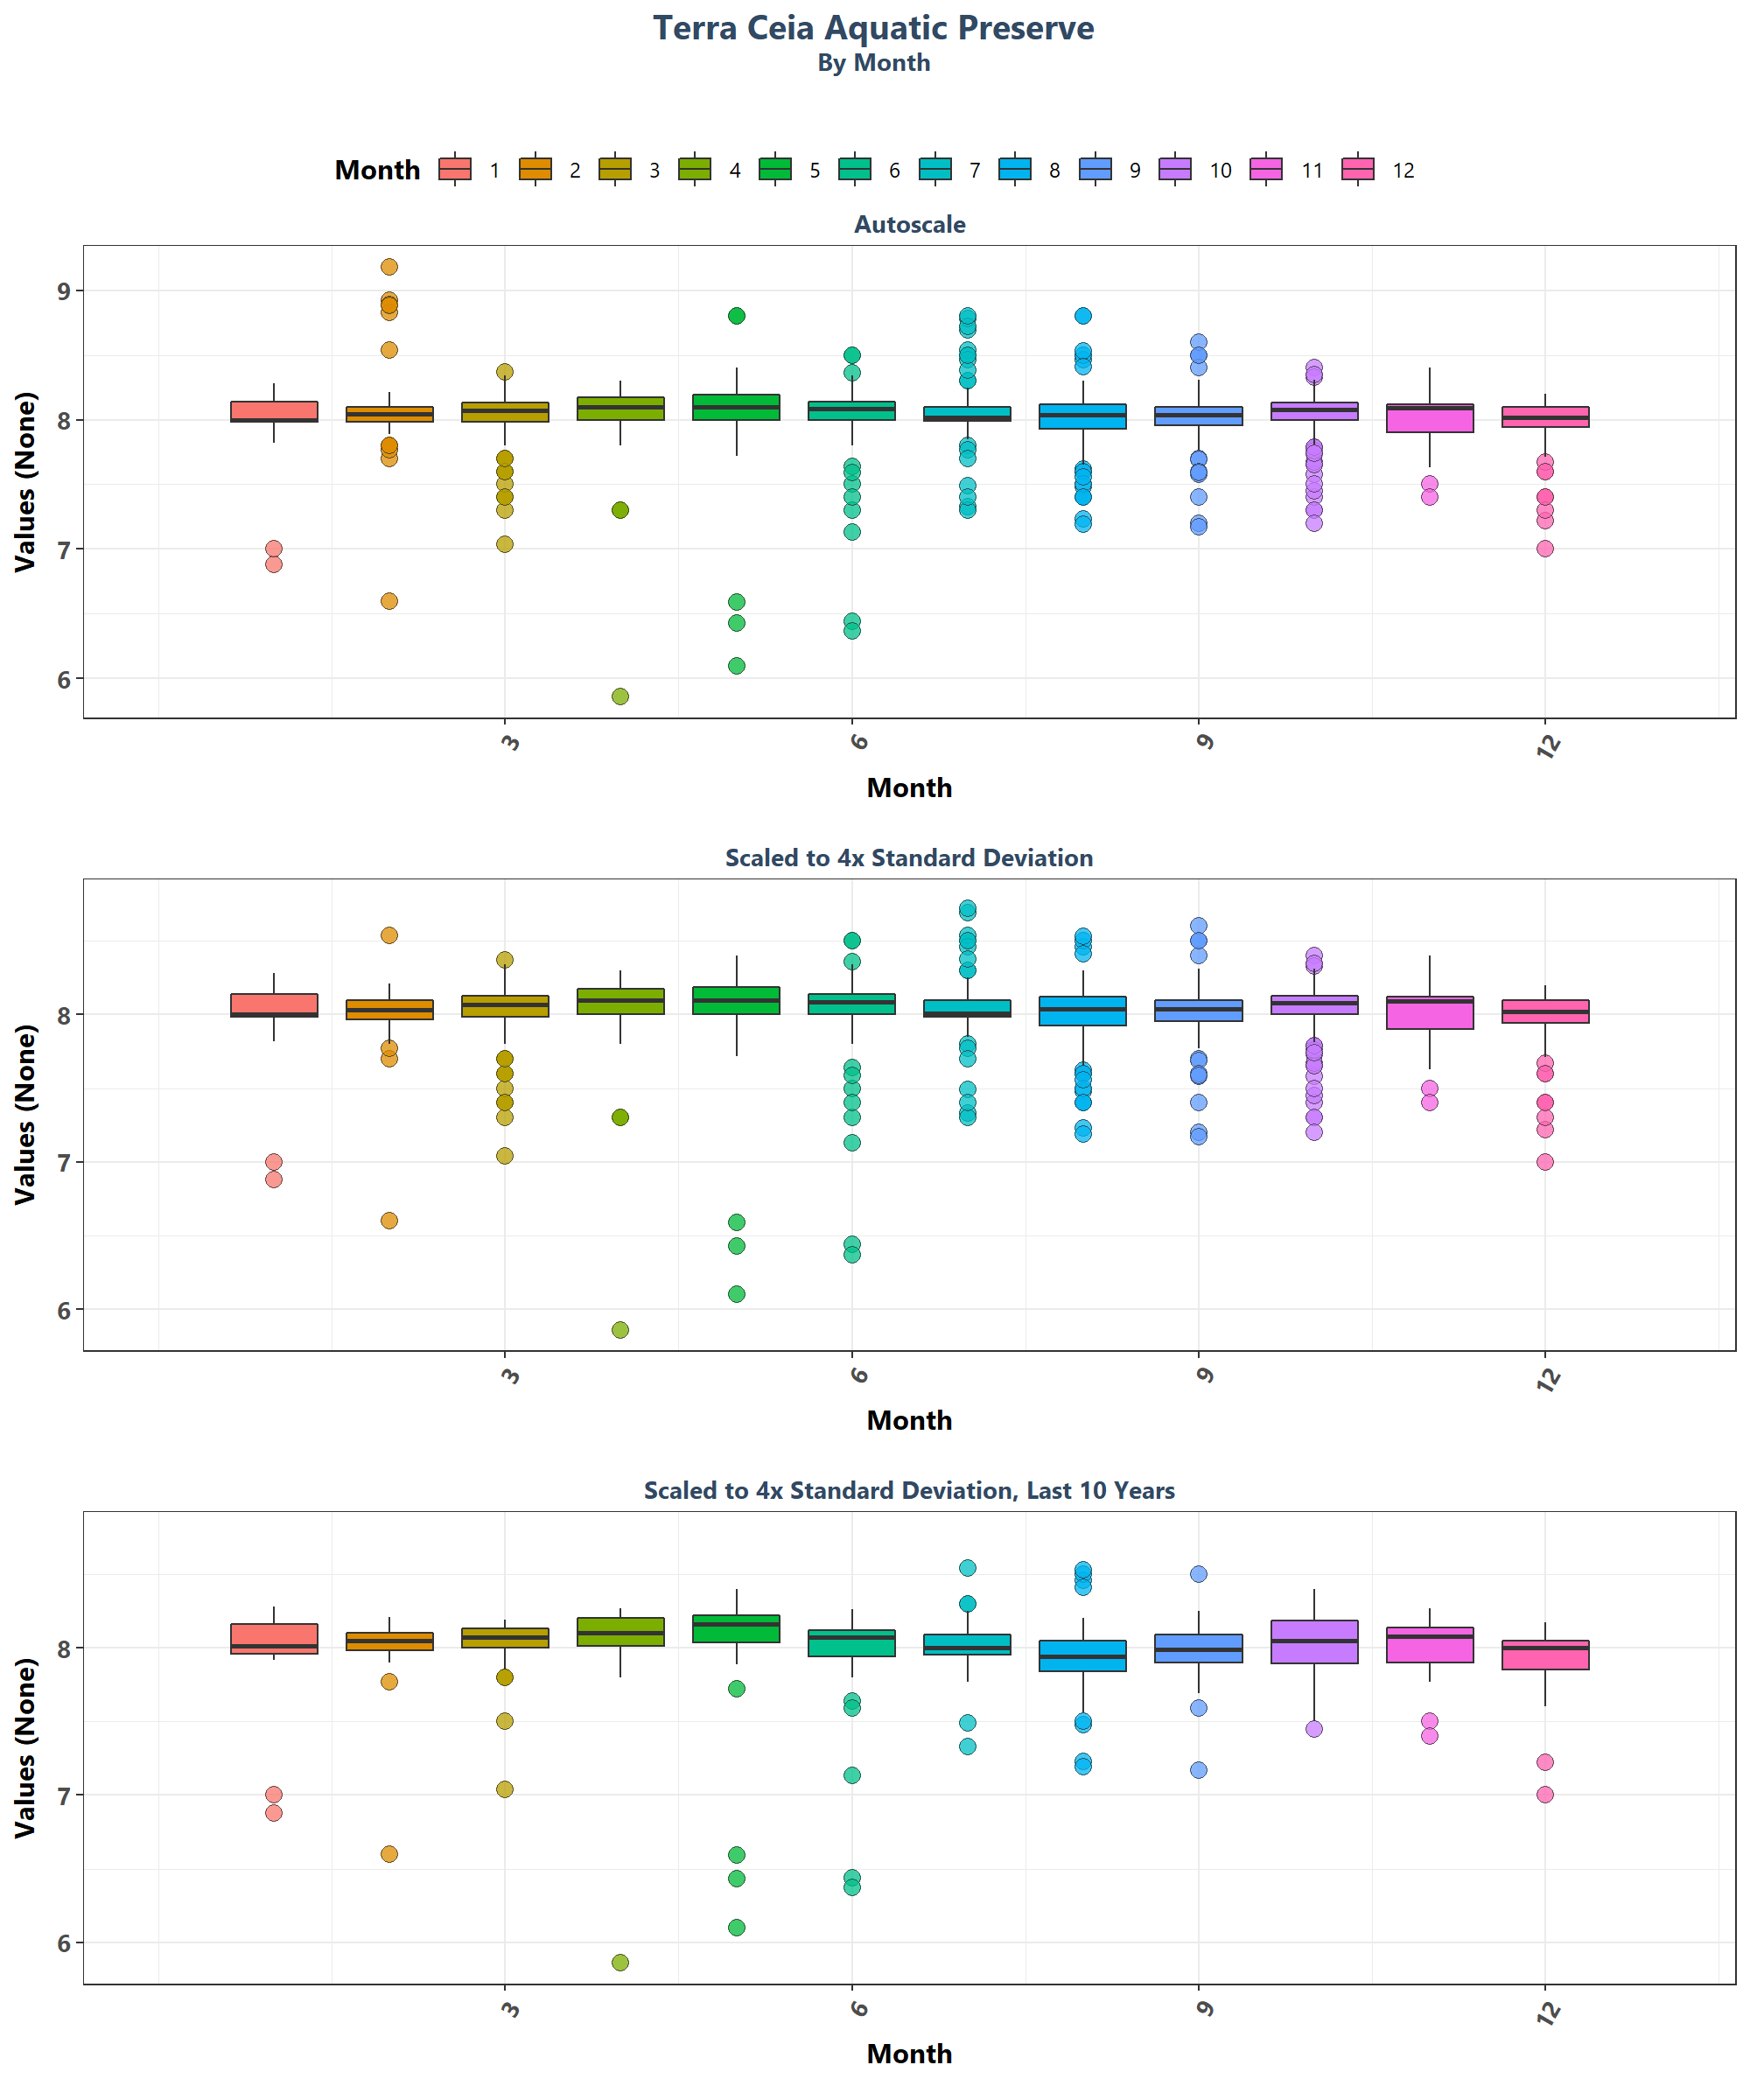 Terra Ceia Aquatic Preserve
By Month
Month 1 2 3 4 5 6 7 8 9 10 11 12
Autoscale
Values (None)
9
8
7
6
3 6 9 12
Month
Scaled to 4x Standard Deviation
Values (None)
8
7
6
3 6 9 12
Month
Scaled to 4x Standard Deviation, Last 10 Years
Values (None)
8
7
6
3 6 9 12
Month